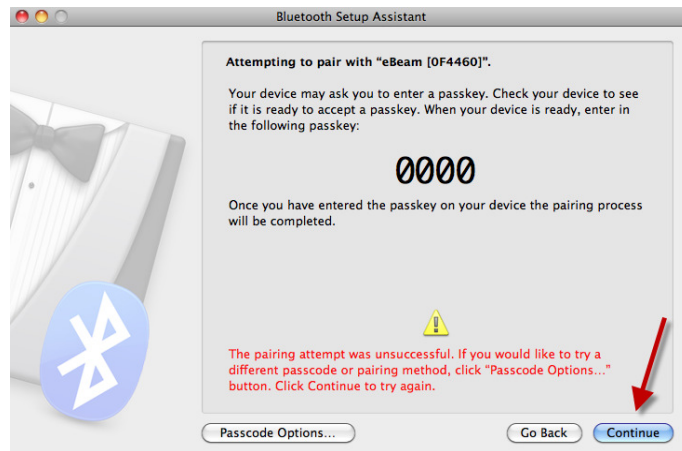 Bluetooth Setup Assistant
Attempting to pair with “eBeam [0F4460]”.
Your device may ask you to enter a passkey. Check your device to see
if it is ready to accept a passkey. When your device is ready, enter in
the following passkey:
0000
Once you have entered the passkey on your device the pairing process
will be completed.
The pairing attempt was unsuccessful. If you would like to try a
different passcode or pairing method, click “Passcode Options...”
button. Click Continue to try again.
Passcode Options... Go Back Continue